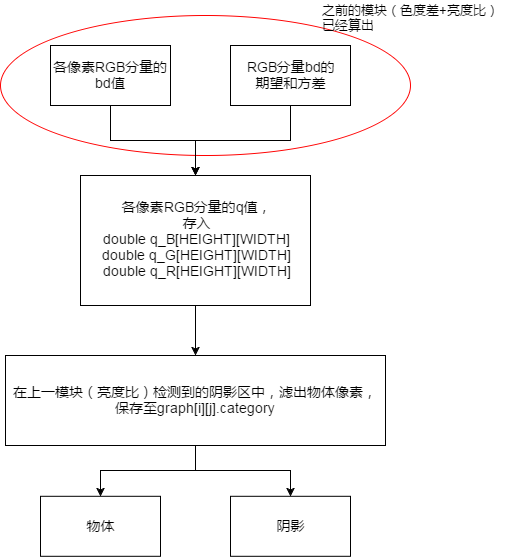 之前的模块（色度差+亮度比）
已经算出
各像素RGB分量的
bd值
RGB分量bd的
期望和方差
各像素RGB分量的q值，
存入
double q_B[HEIGHT][WIDTH]
double q_G[HEIGHT][WIDTH]
double q_R[HEIGHT][WIDTH]
在上一模块（亮度比）检测到的阴影区中，滤出物体像素，
保存至graph[i][j].category
物体
阴影